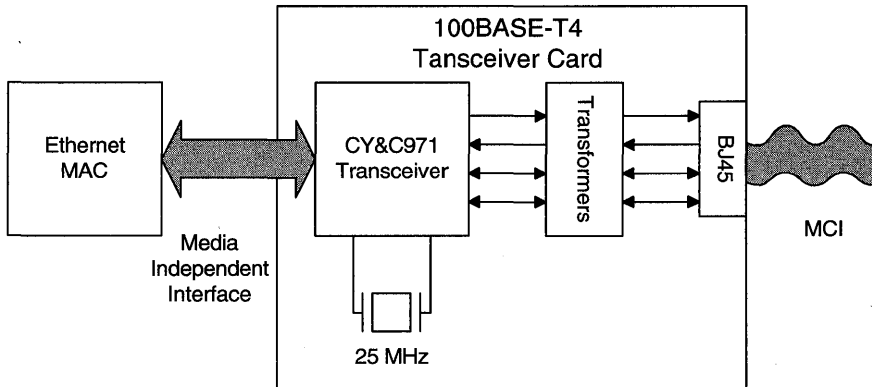 100BASE-T4
Tansceiver Card
Ethernet
MAC
CY&C971
Transceiver
Transformers
BJ45
Media
Independent
Interface
MCI
25 MHz